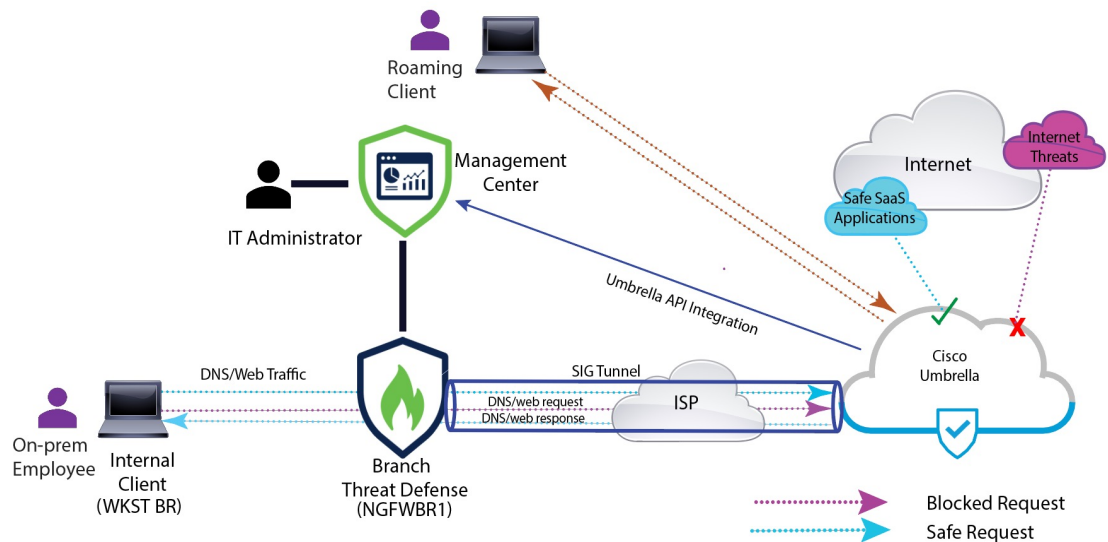 Roaming
Client
Management
Center
IT Administrator
Internet
Internet
Threats
Safe SaaS
Applications
Umbrella API Integration
Cisco
Umbrella
DNS/Web Traffic
SIG Tunnel
DNS/web request
DNS/web response
ISP
On-prem
Employee
Internal
Client
(WKST BR)
Branch
Threat Defense
(NGFWBR1)
X
Blocked Request
Safe Request